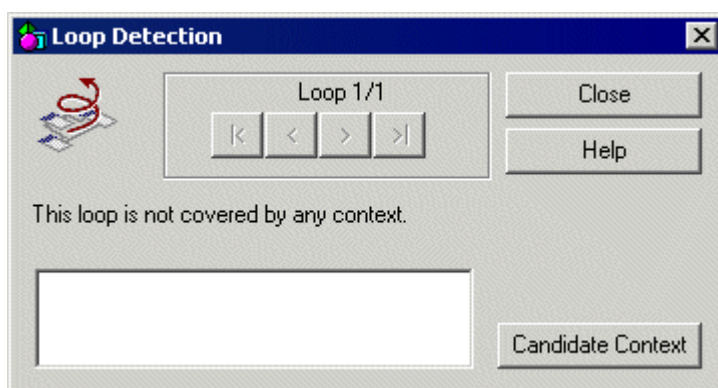 Loop Detection
Loop 1/1
Close
|< < > >|
Help
This loop is not covered by any context.
Candidate Context